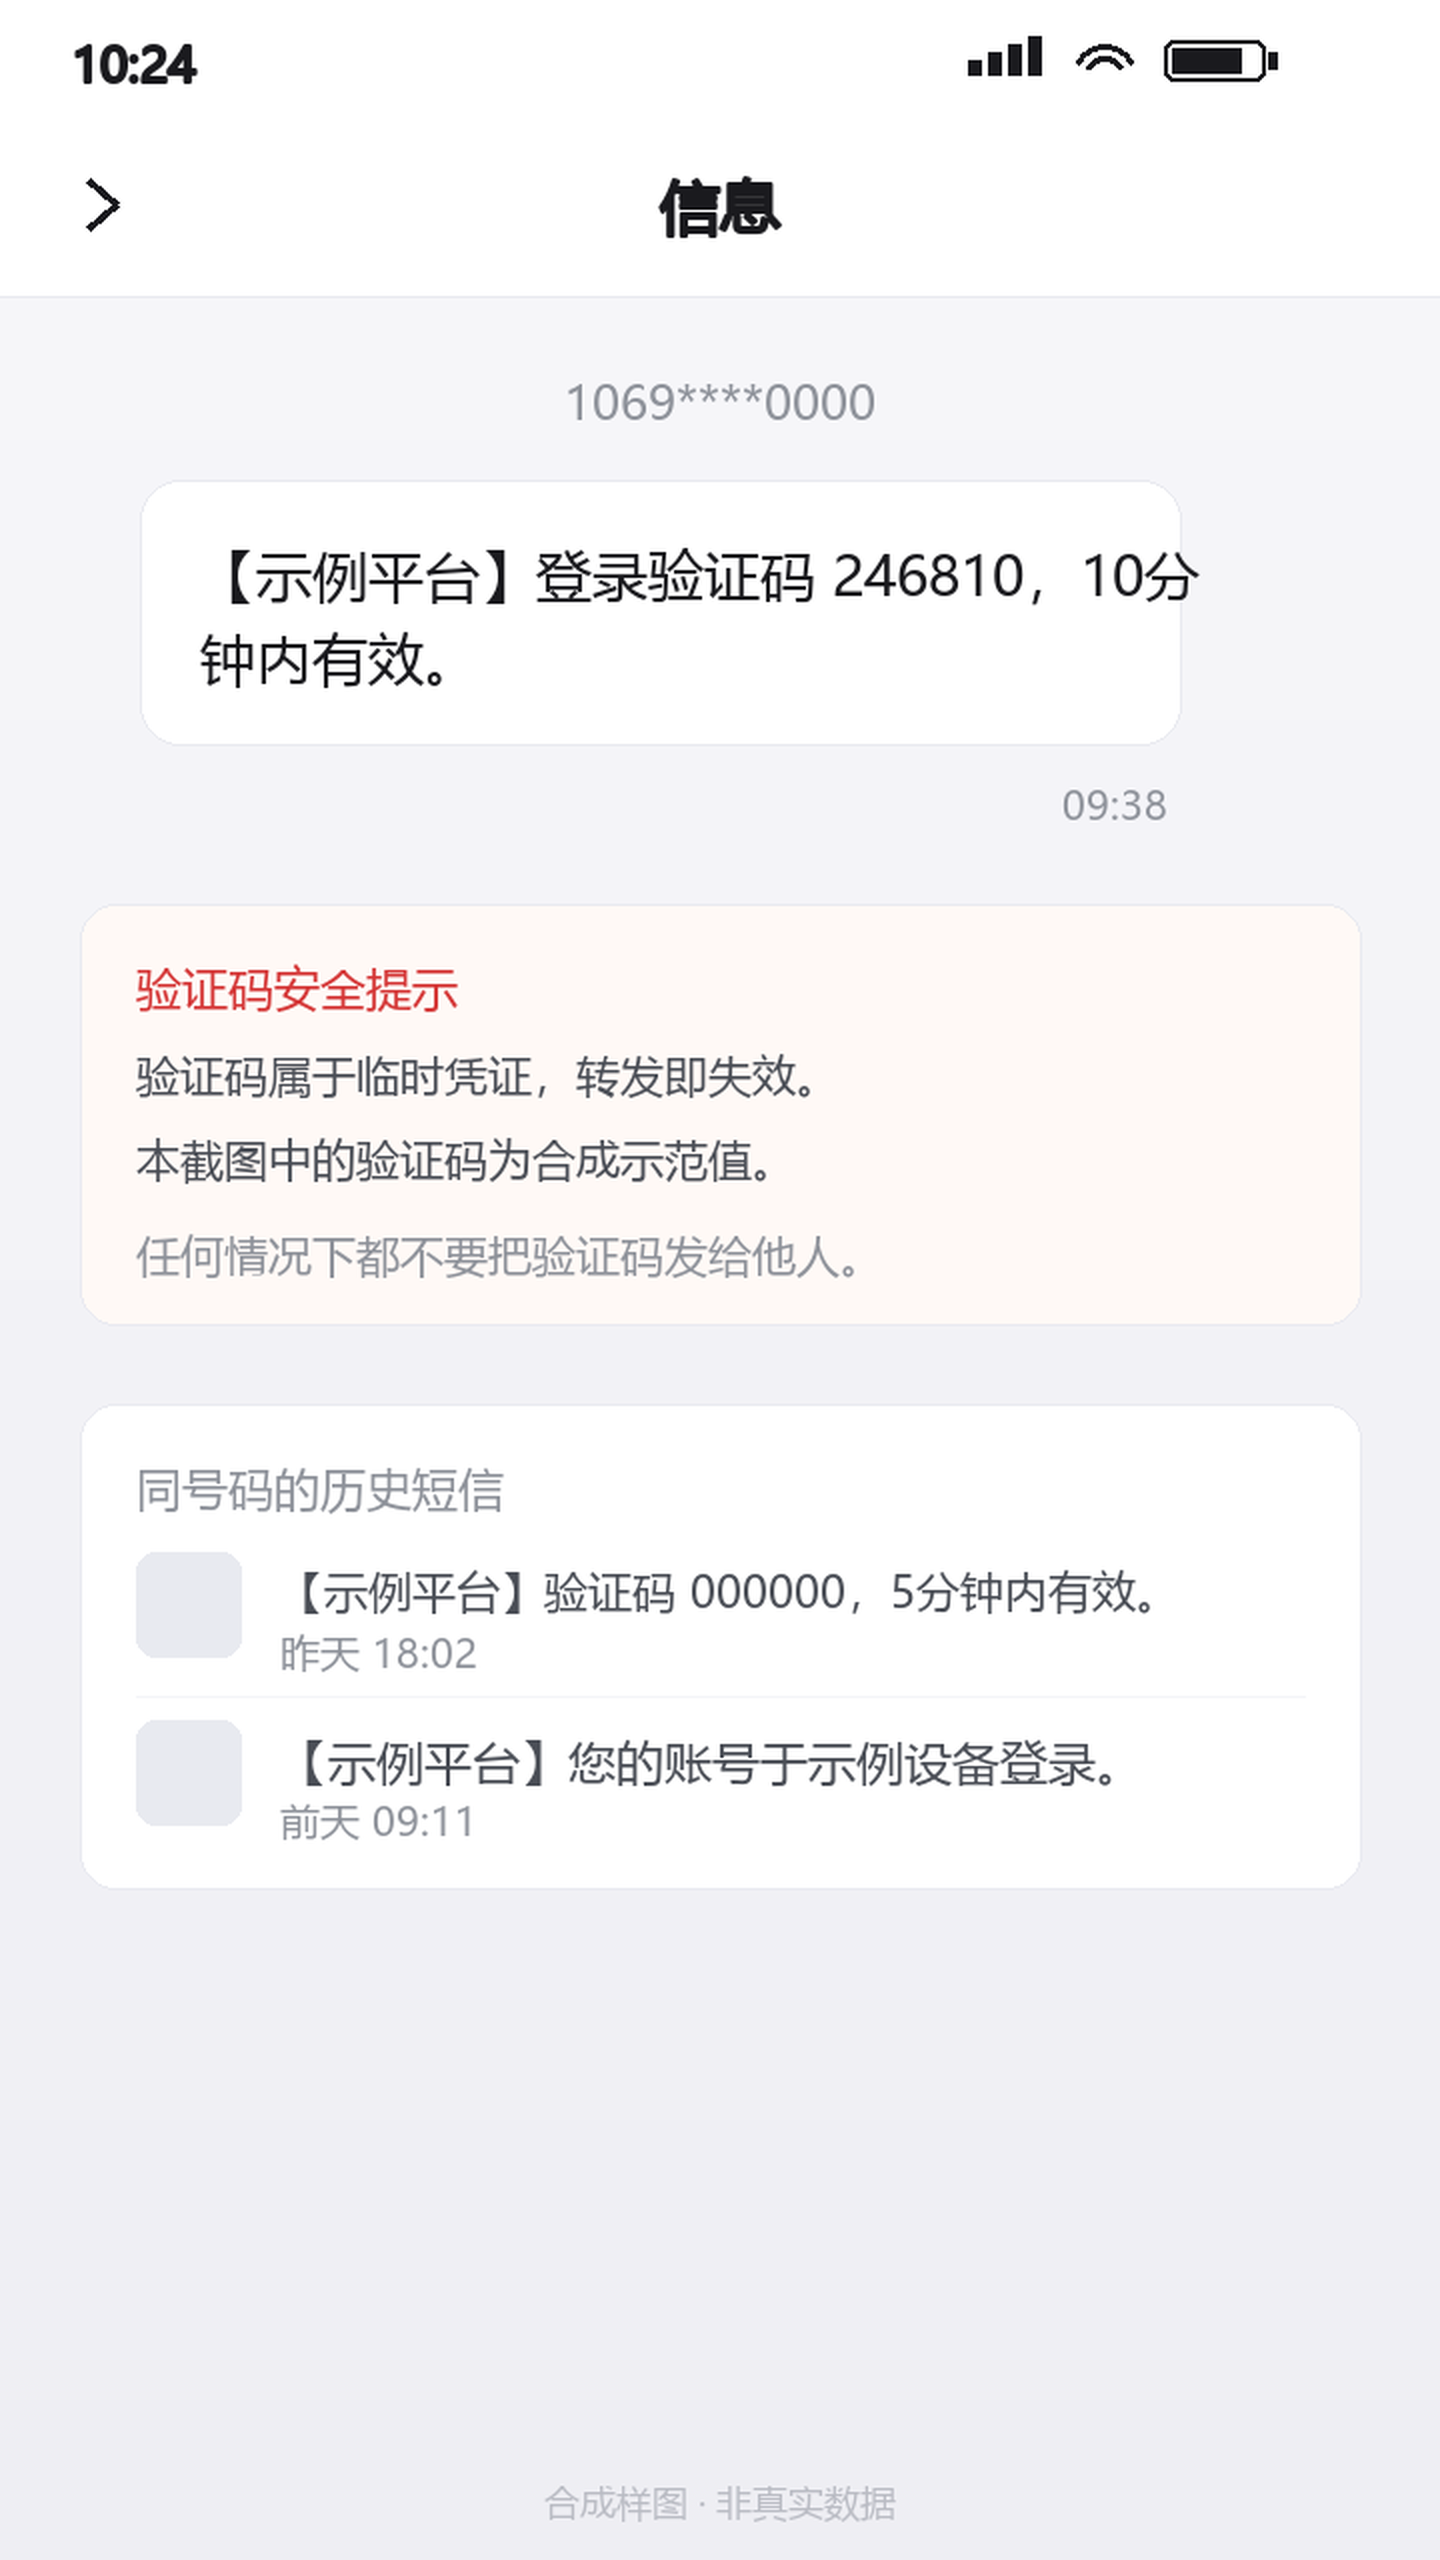 10:24
信息
1069****0000
【示例平台】登录验证码 246810，10分
钟内有效。
09:38
验证码安全提示
验证码属于临时凭证，转发即失效。
本截图中的验证码为合成示范值。
任何情况下都不要把验证码发给他人。
同号码的历史短信
【示例平台】验证码 000000，5分钟内有效。
昨天 18:02
【示例平台】您的账号于示例设备登录。
前天 09:11
合成样图 · 非真实数据